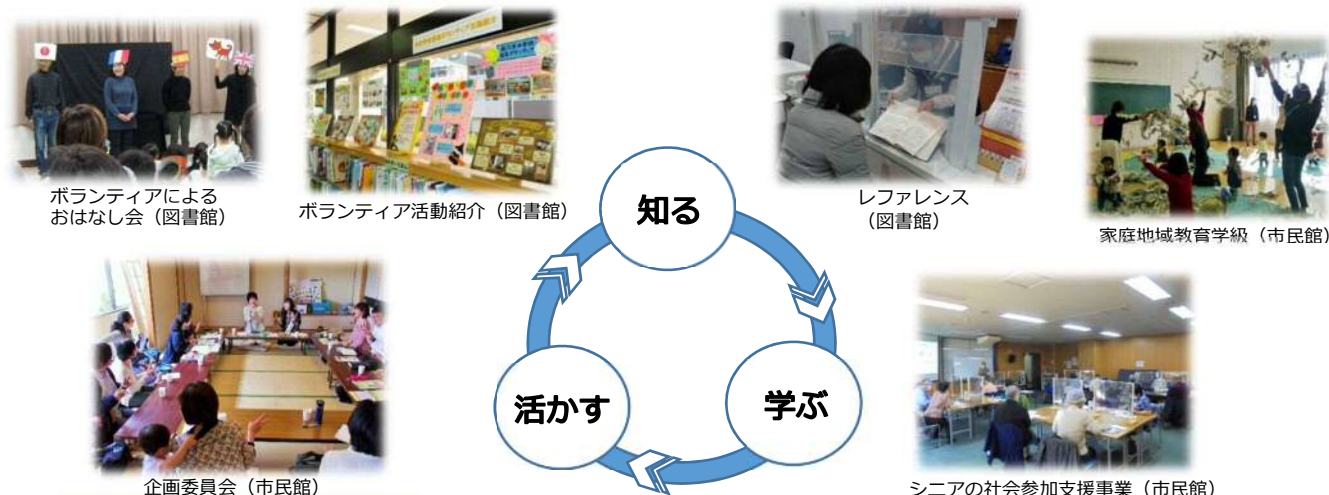 ボランティアによる
おはなし会（図書館）
ボランティア活動紹介（図書館）
レファレンス
（図書館）
家庭地域教育学級（市民館）
知る
学ぶ
活かす
企画委員会（市民館）
シニアの社会参加支援事業（市民館）